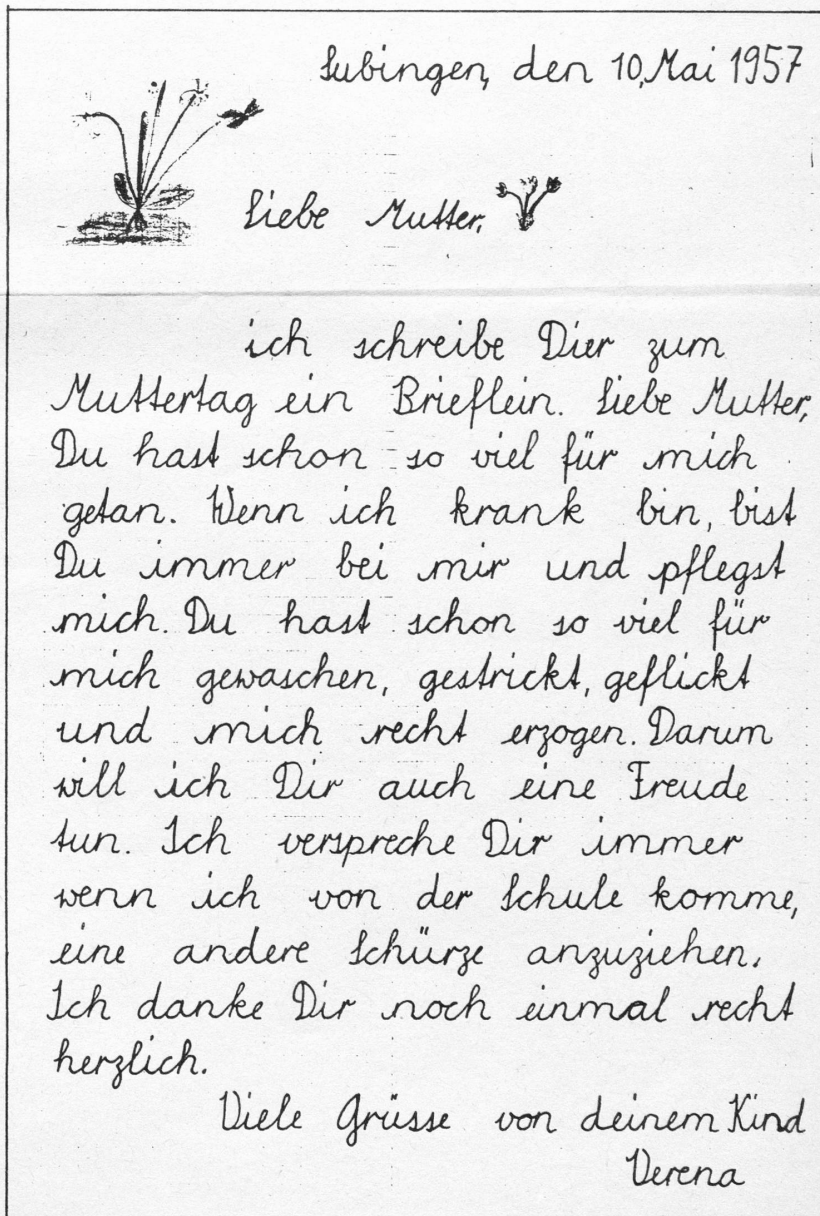 Subingen, den 10. Mai 1957
Liebe Mutter,
ich schreibe Dier zum
Muttertag ein Brieflein. Liebe Mutter,
Du hast schon so viel für mich
getan. Wenn ich krank bin, bist
Du immer bei mir und pflegst
mich. Du hast schon so viel für
mich gewaschen, gestrickt, geflickt
und mich recht erzogen. Darum
will ich Dir auch eine Freude
tun. Ich verspreche Dir immer
wenn ich von der Schule komme,
eine andere Schürze anzuziehen.
Ich danke Dir noch einmal recht
herzlich.
Viele Grüsse von deinem Kind
Verena